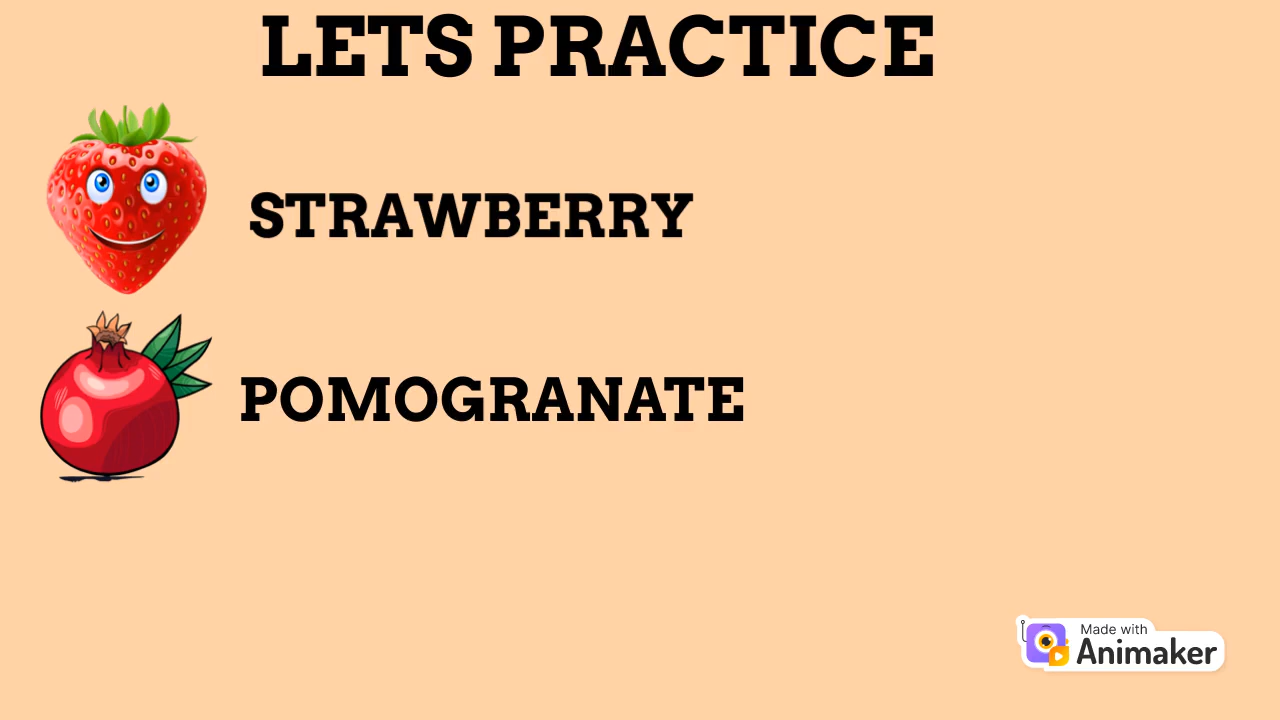 LETS PRACTICE
STRAWBERRY
POMOGRANATE
Made with
Animaker